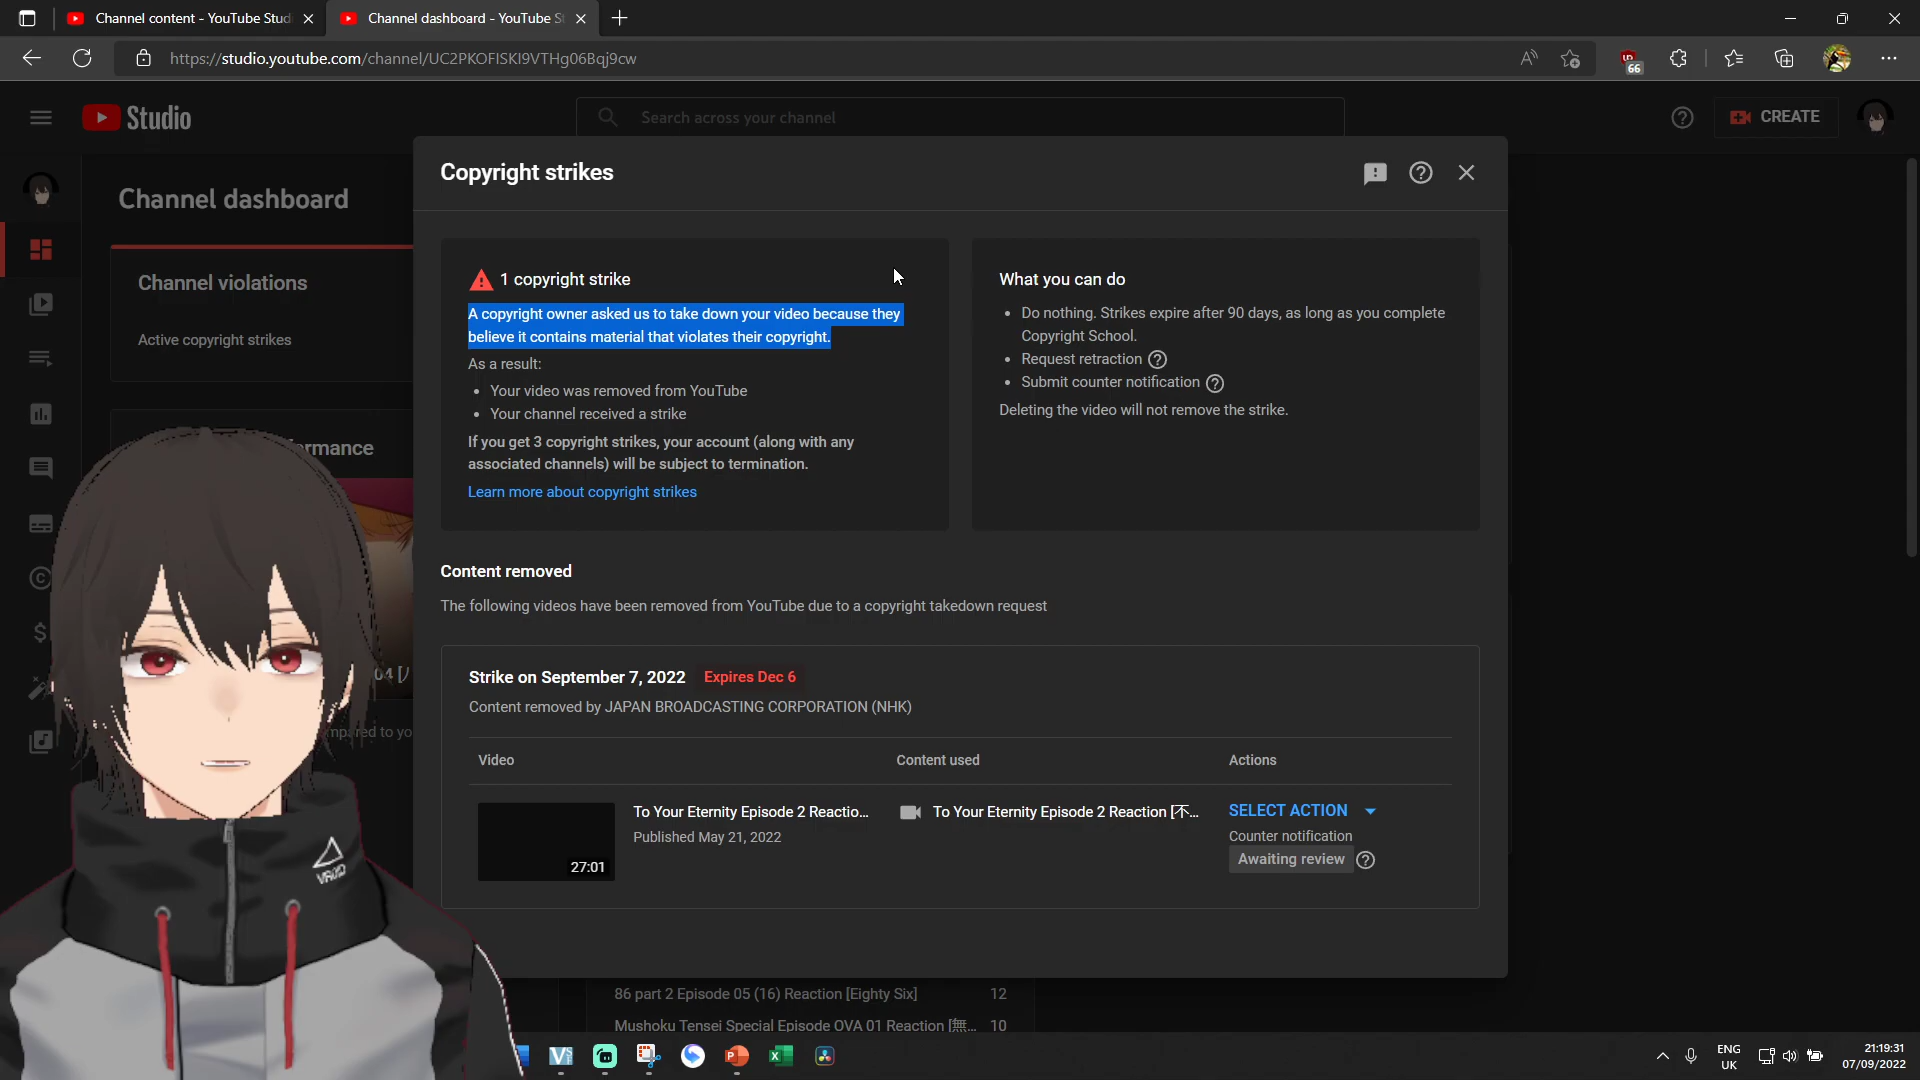 Channel content - YouTube Stud
Channel dashboard - YouTube S
https://studio.youtube.com/channel/UC2PKOFISKI9VTHg06Bqj9cw
66
Studio
Search across your channel
CREATE
Channel dashboard
Channel violations
Active copyright strikes
rmance
04 [ノ
mpared to yo
Copyright strikes
1 copyright strike
A copyright owner asked us to take down your video because they
believe it contains material that violates their copyright.
As a result:
• Your video was removed from YouTube
• Your channel received a strike
If you get 3 copyright strikes, your account (along with any
associated channels) will be subject to termination.
Learn more about copyright strikes
What you can do
• Do nothing. Strikes expire after 90 days, as long as you complete
Copyright School.
• Request retraction
• Submit counter notification
Deleting the video will not remove the strike.
Content removed
The following videos have been removed from YouTube due to a copyright takedown request
Strike on September 7, 2022 Expires Dec 6
Content removed by JAPAN BROADCASTING CORPORATION (NHK)
Video Content used Actions
To Your Eternity Episode 2 Reactio... To Your Eternity Episode 2 Reaction [不... SELECT ACTION
Published May 21, 2022 Counter notification
27:01 Awaiting review
86 part 2 Episode 05 (16) Reaction [Eighty Six] 12
Mushoku Tensei Special Episode OVA 01 Reaction [無... 10
VRoid
ENG
UK
21:19:31
07/09/2022